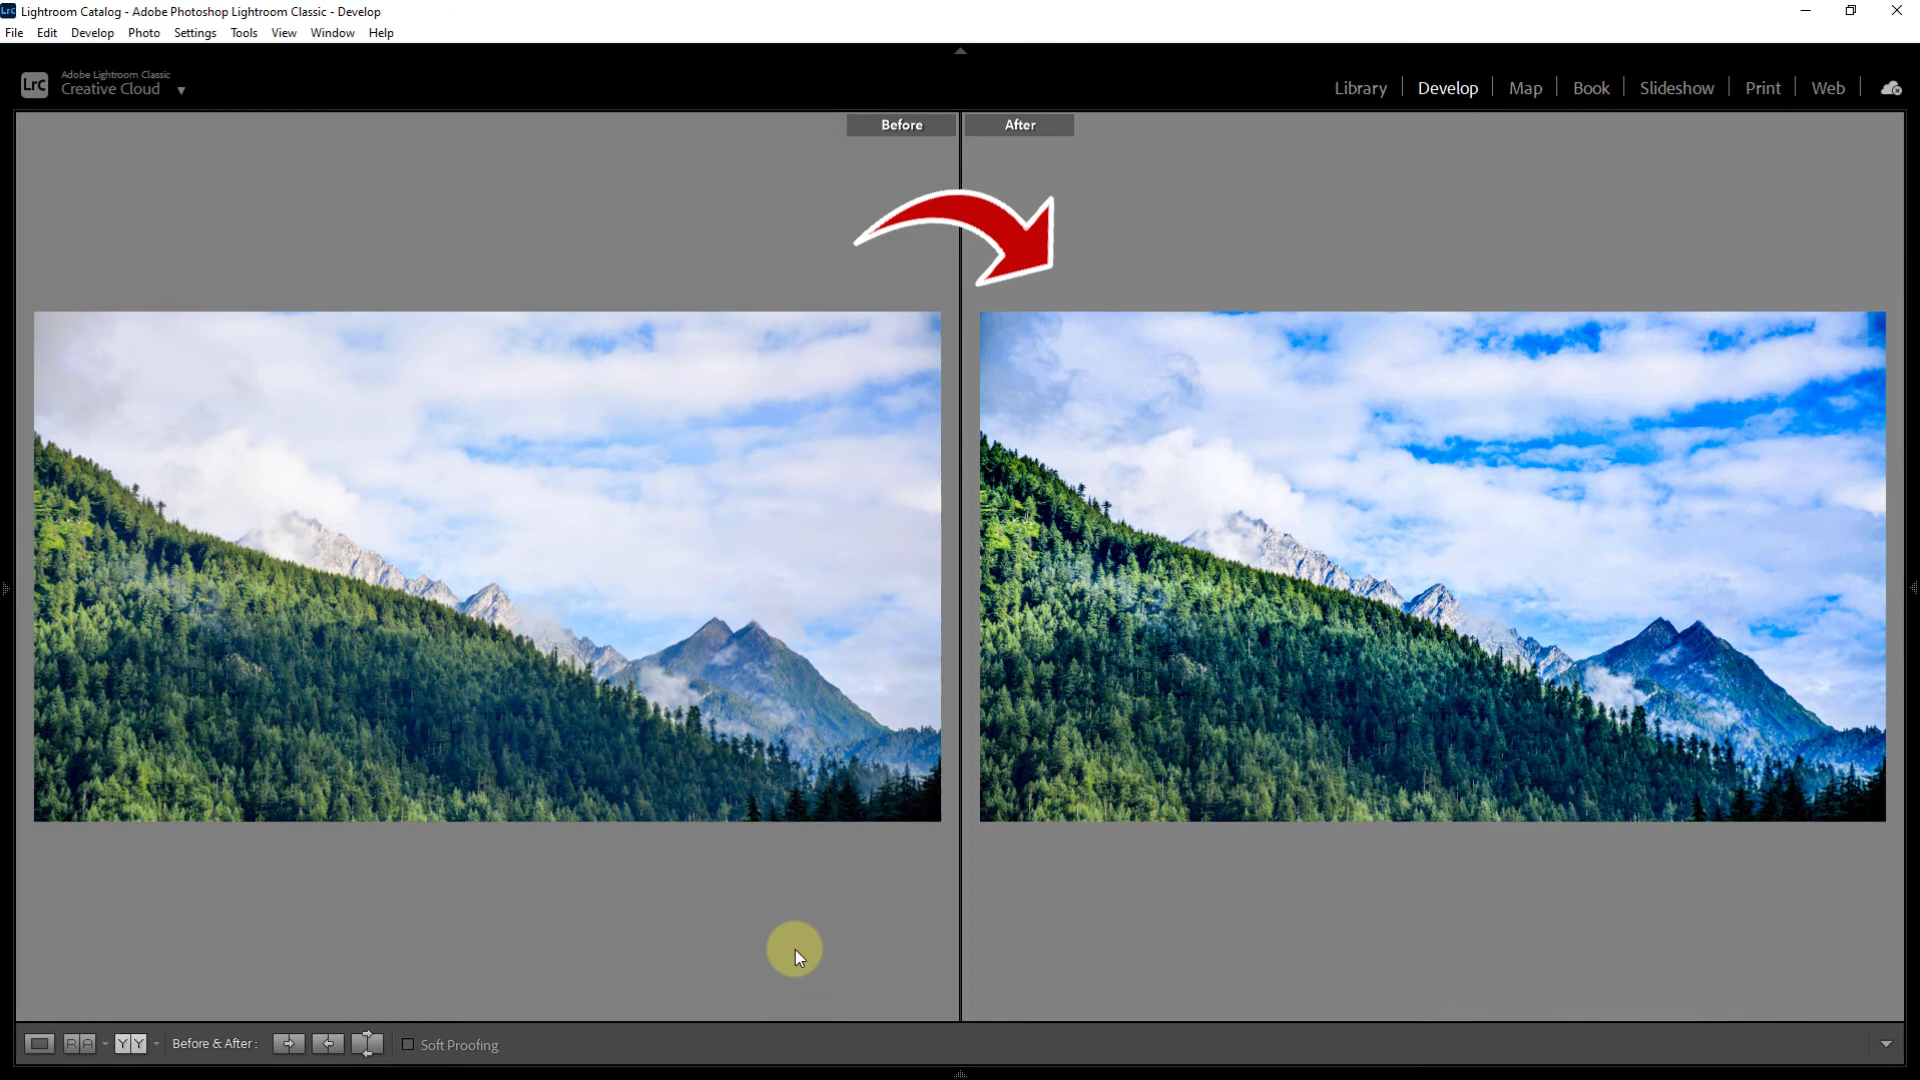 Lrc Lightroom Catalog - Adobe Photoshop Lightroom Classic - Develop
File Edit Develop Photo Settings Tools View Window Help
Lrc
Adobe Lightroom Classic
Creative Cloud
Library Develop Map Book Slideshow Print Web
Before After
R A Y Y Before & After : Soft Proofing